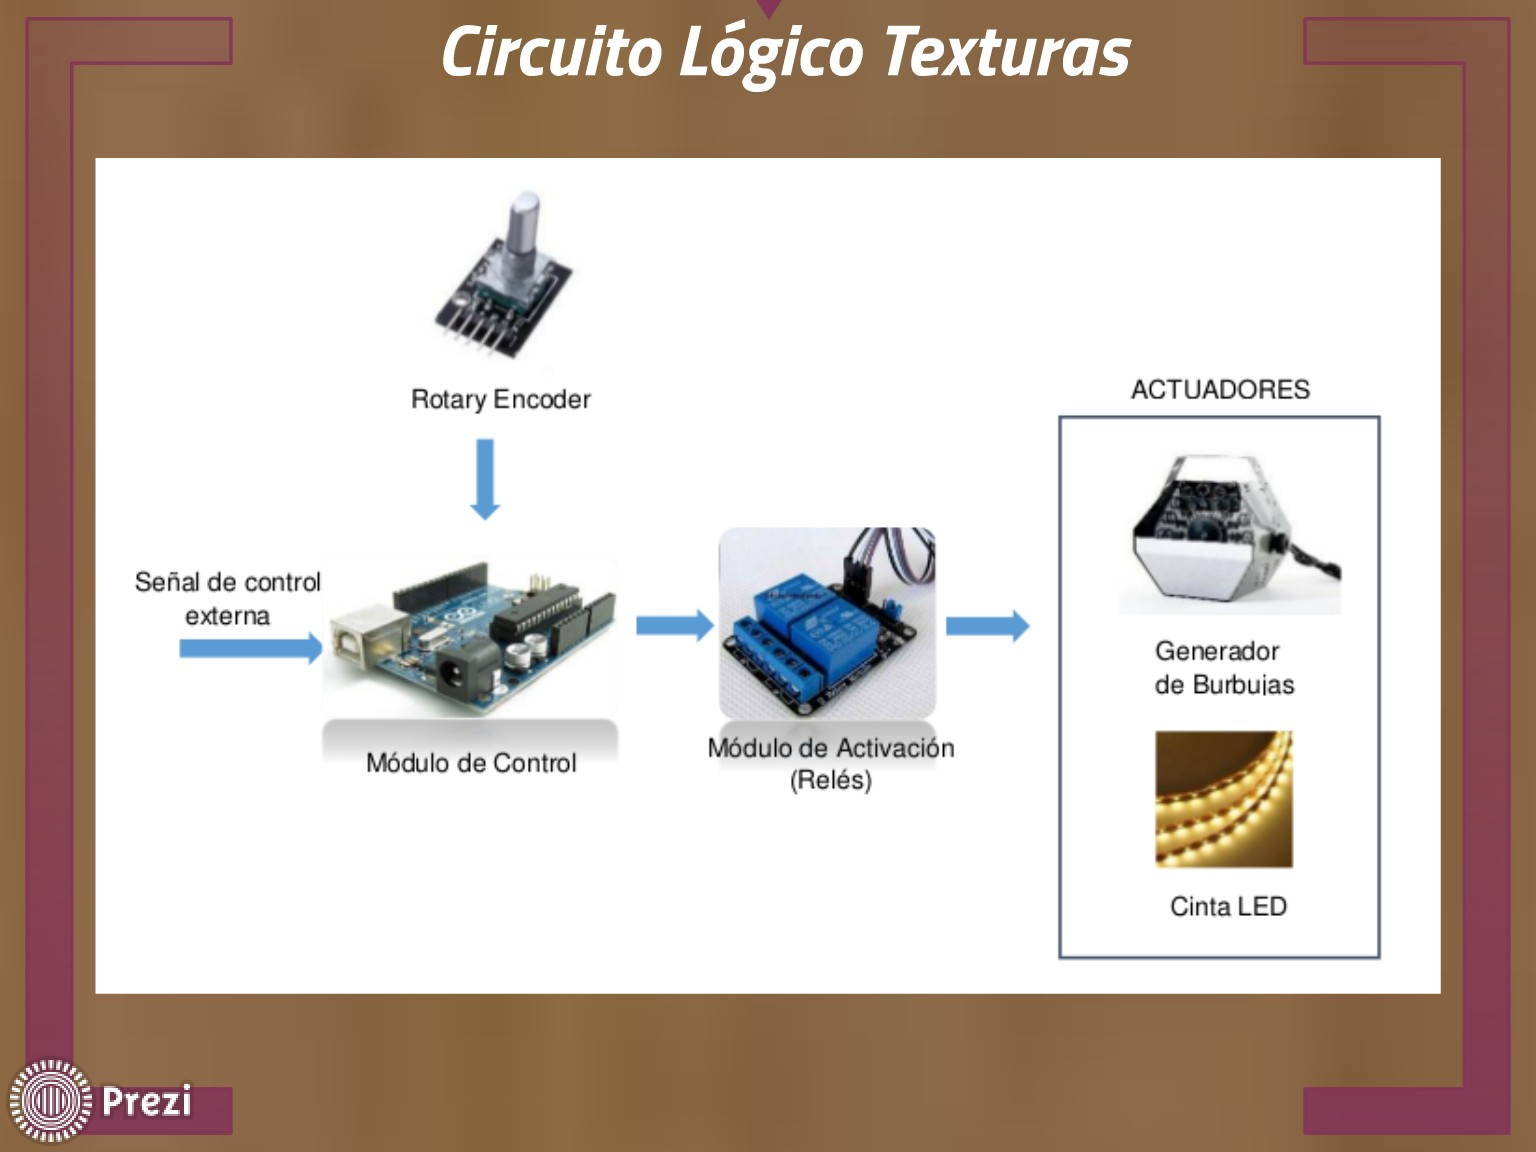 Circuito Lógico Texturas
Rotary Encoder
ACTUADORES
Señal de control
externa
Generador
de Burbujas
Módulo de Control
Módulo de Activación
(Relés)
Cinta LED
Prezi